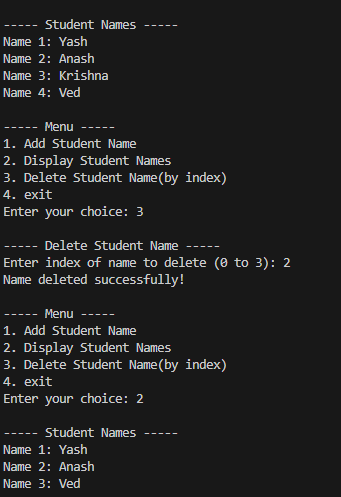 ----- Student Names -----
Name 1: Yash
Name 2: Anash
Name 3: Krishna
Name 4: Ved
----- Menu -----
1. Add Student Name
2. Display Student Names
3. Delete Student Name(by index)
4. exit
Enter your choice: 3
----- Delete Student Name -----
Enter index of name to delete (0 to 3): 2
Name deleted successfully!
----- Menu -----
1. Add Student Name
2. Display Student Names
3. Delete Student Name(by index)
4. exit
Enter your choice: 2
----- Student Names -----
Name 1: Yash
Name 2: Anash
Name 3: Ved